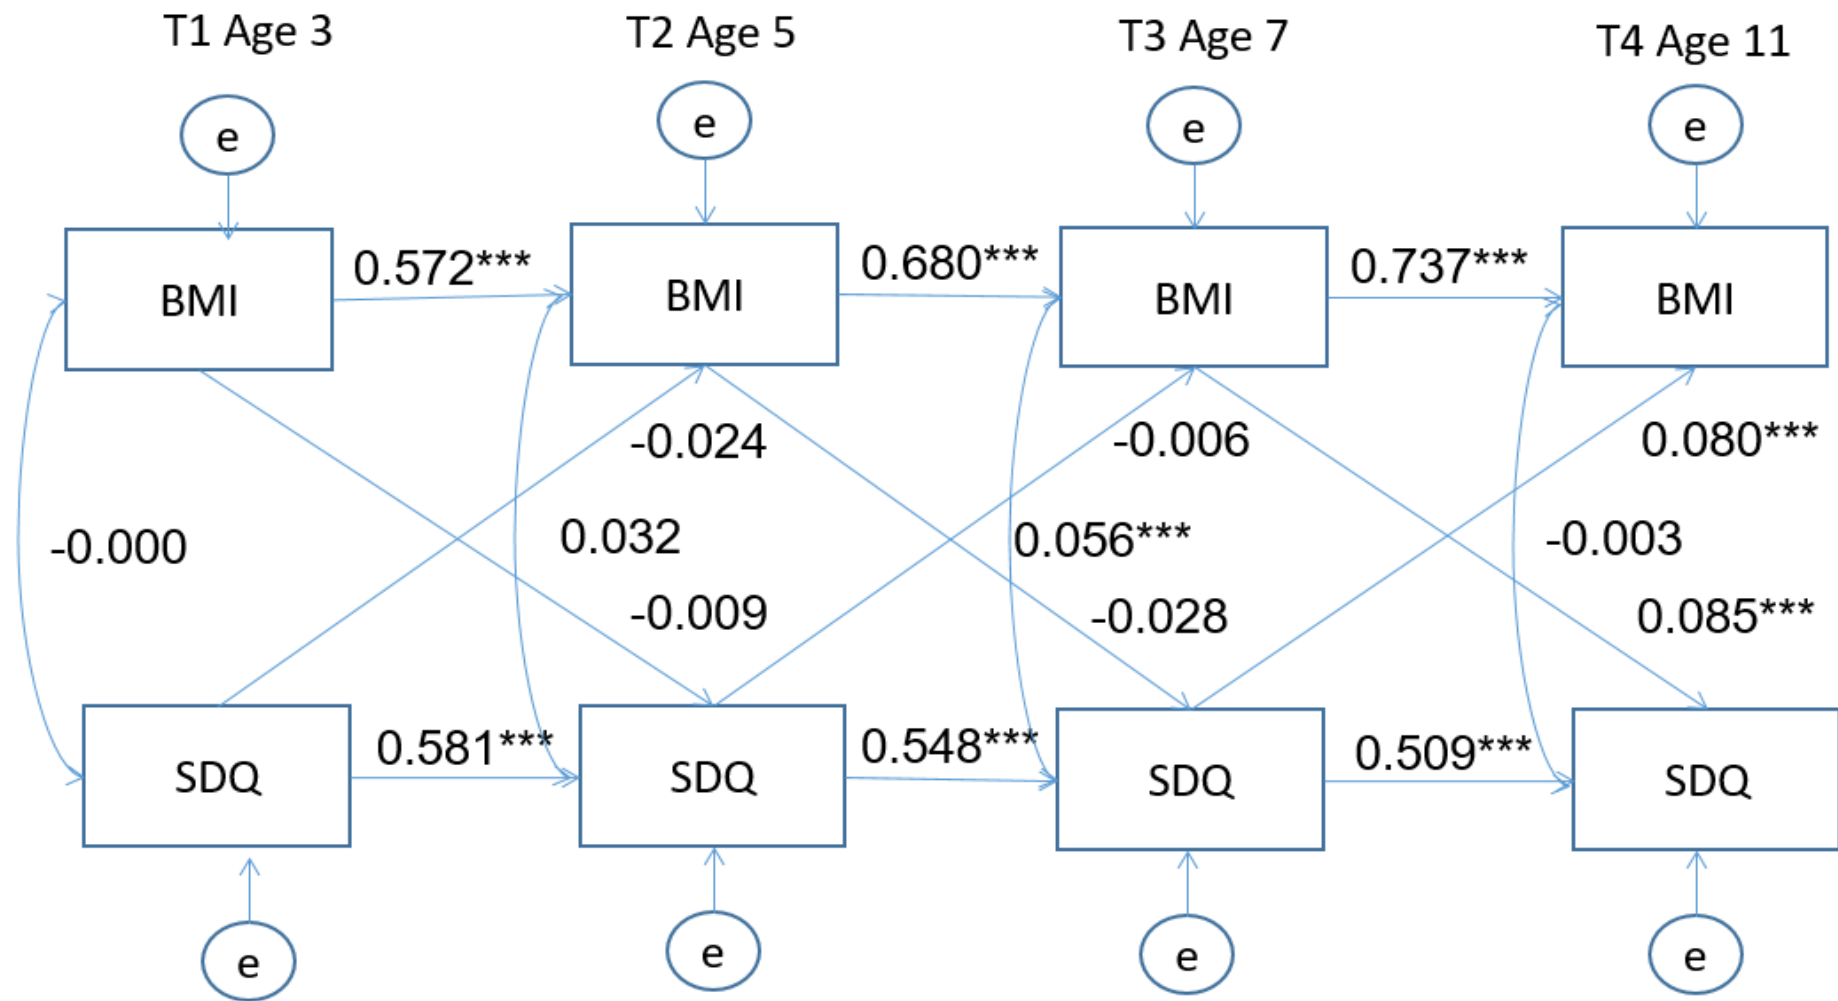 T1 Age 3
T2 Age 5
T3 Age 7
T4 Age 11
e
e
e
e
0.572***
0.680***
0.737***
BMI
BMI
BMI
BMI
-0.024
-0.006
0.080***
-0.000
0.032
0.056***
-0.003
-0.009
-0.028
0.085***
0.581***
0.548***
0.509***
SDQ
SDQ
SDQ
SDQ
e
e
e
e